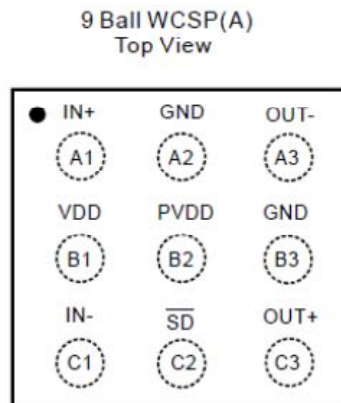 9 Ball WCSP(A)
Top View
IN+ GND OUT-
A1 A2 A3
VDD PVDD GND
B1 B2 B3
IN- S̅D̅ OUT+
C1 C2 C3